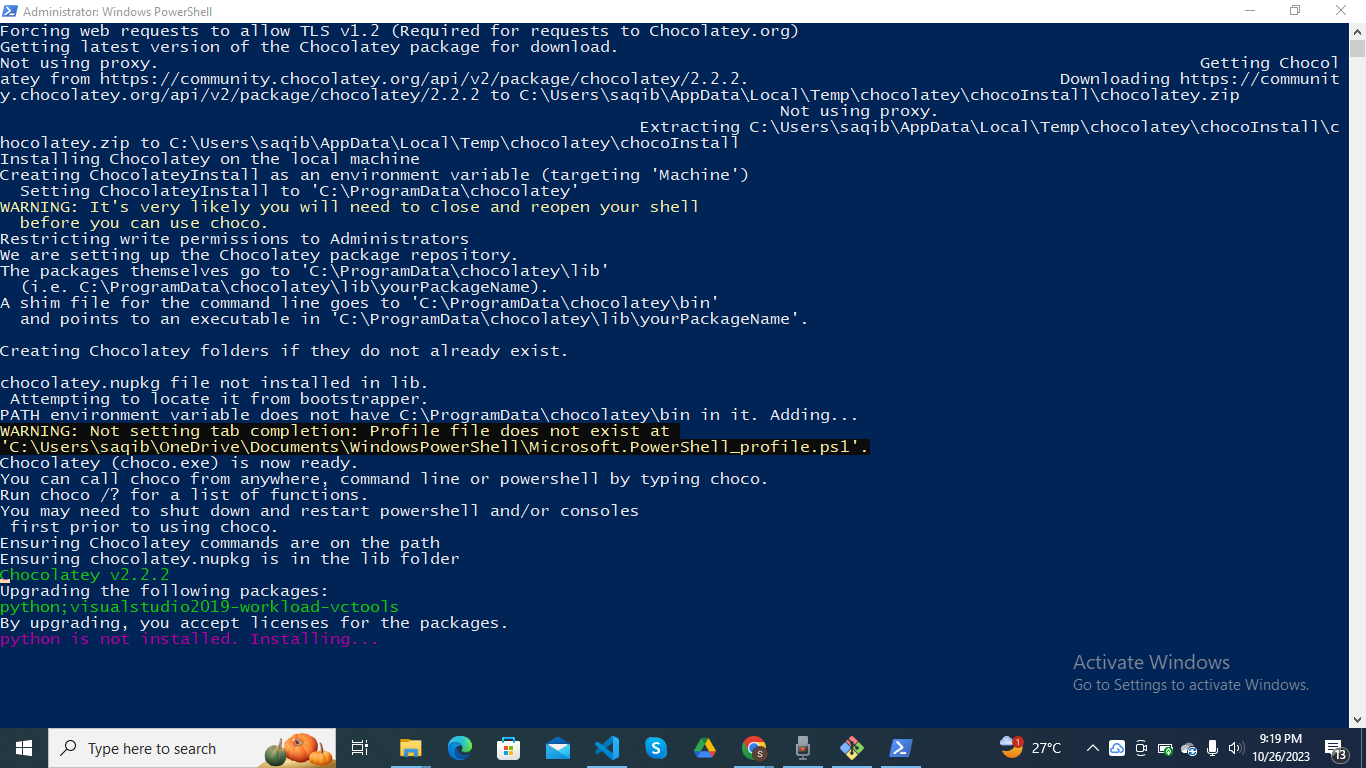 Administrator: Windows PowerShell
Forcing web requests to allow TLS v1.2 (Required for requests to Chocolatey.org)
Getting latest version of the Chocolatey package for download.
Not using proxy. Getting Chocol
atey from https://community.chocolatey.org/api/v2/package/chocolatey/2.2.2. Downloading https://communit
y.chocolatey.org/api/v2/package/chocolatey/2.2.2 to C:\Users\saqib\AppData\Local\Temp\chocolatey\chocoInstall\chocolatey.zip
Not using proxy.
Extracting C:\Users\saqib\AppData\Local\Temp\chocolatey\chocoInstall\c
hocolatey.zip to C:\Users\saqib\AppData\Local\Temp\chocolatey\chocoInstall
Installing Chocolatey on the local machine
Creating ChocolateyInstall as an environment variable (targeting 'Machine')
Setting ChocolateyInstall to 'C:\ProgramData\chocolatey'
WARNING: It's very likely you will need to close and reopen your shell
before you can use choco.
Restricting write permissions to Administrators
We are setting up the Chocolatey package repository.
The packages themselves go to 'C:\ProgramData\chocolatey\lib'
(i.e. C:\ProgramData\chocolatey\lib\yourPackageName).
A shim file for the command line goes to 'C:\ProgramData\chocolatey\bin'
and points to an executable in 'C:\ProgramData\chocolatey\lib\yourPackageName'.
Creating Chocolatey folders if they do not already exist.
chocolatey.nupkg file not installed in lib.
Attempting to locate it from bootstrapper.
PATH environment variable does not have C:\ProgramData\chocolatey\bin in it. Adding...
WARNING: Not setting tab completion: Profile file does not exist at
'C:\Users\saqib\OneDrive\Documents\WindowsPowerShell\Microsoft.PowerShell_profile.ps1'.
Chocolatey (choco.exe) is now ready.
You can call choco from anywhere, command line or powershell by typing choco.
Run choco /? for a list of functions.
You may need to shut down and restart powershell and/or consoles
first prior to using choco.
Ensuring Chocolatey commands are on the path
Ensuring chocolatey.nupkg is in the lib folder
Chocolatey v2.2.2
Upgrading the following packages:
python;visualstudio2019-workload-vctools
By upgrading, you accept licenses for the packages.
python is not installed. Installing...
Activate Windows
Go to Settings to activate Windows.
Type here to search
S
1
27°C
9:19 PM
10/26/2023
13